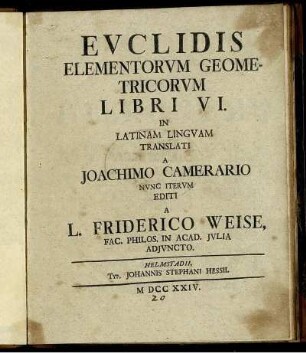 EVCLIDIS
ELEMENTORVM GEOME-
TRICORVM
LIBRI VI.
IN
LATINAM LINGVAM
TRANSLATI
A
JOACHIMO CAMERARIO
NVNC ITERVM
EDITI
A
L. FRIDERICO WEISE,
FAC. PHILOS. IN ACAD. JVLIA
ADJVNCTO.
HELMSTADII,
TYP. JOHANNIS STEPHANI HESSII.
M DCC XXIV.